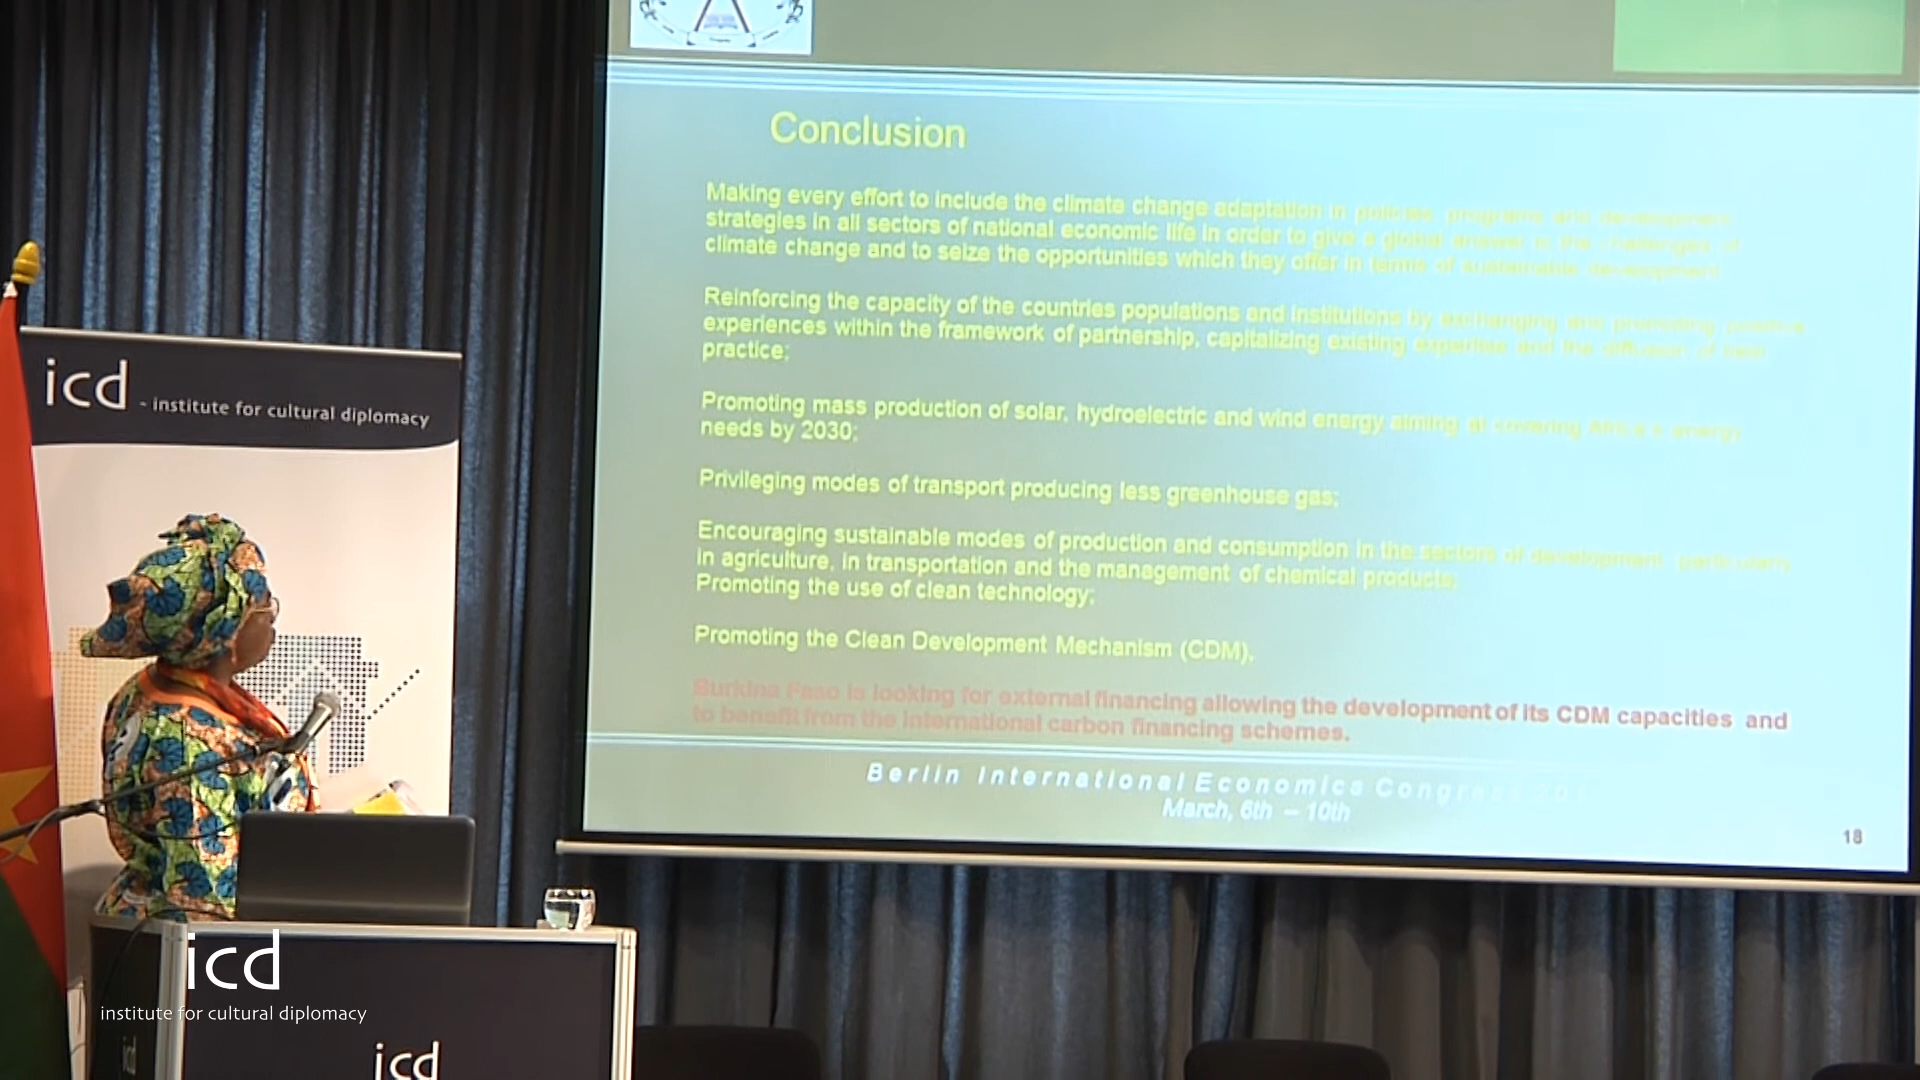 Conclusion
Making every effort to include the climate change adaptation in policies, programs and development
strategies in all sectors of national economic life in order to give a global answer to the challenges of
climate change and to seize the opportunities which they offer in terms of sustainable development
Reinforcing the capacity of the countries populations and institutions by exchanging and promoting positive
experiences within the framework of partnership, capitalizing existing expertise and the diffusion of best
practice;
Promoting mass production of solar, hydroelectric and wind energy aiming at covering Africa's energy
needs by 2030;
Privileging modes of transport producing less greenhouse gas;
Encouraging sustainable modes of production and consumption in the sectors of development, particularly
in agriculture, in transportation and the management of chemical products;
Promoting the use of clean technology;
Promoting the Clean Development Mechanism (CDM),
Burkina Faso is looking for external financing allowing the development of its CDM capacities and
to benefit from the international carbon financing schemes.
Berlin International Economics Congress
March, 6th – 10th
18
icd - institute for cultural diplomacy
icd
institute for cultural diplomacy
icd
icd